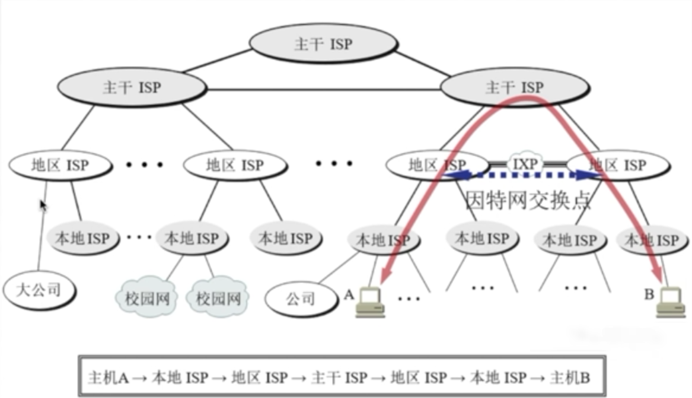 主干 ISP
主干 ISP
主干 ISP
地区 ISP
地区 ISP
地区 ISP
IXP
地区 ISP
因特网交换点
本地ISP
本地ISP
本地ISP
本地ISP
本地ISP
本地ISP
本地ISP
大公司
校园网
校园网
公司
A
B
主机A → 本地 ISP → 地区 ISP → 主干 ISP → 地区 ISP → 本地 ISP → 主机B